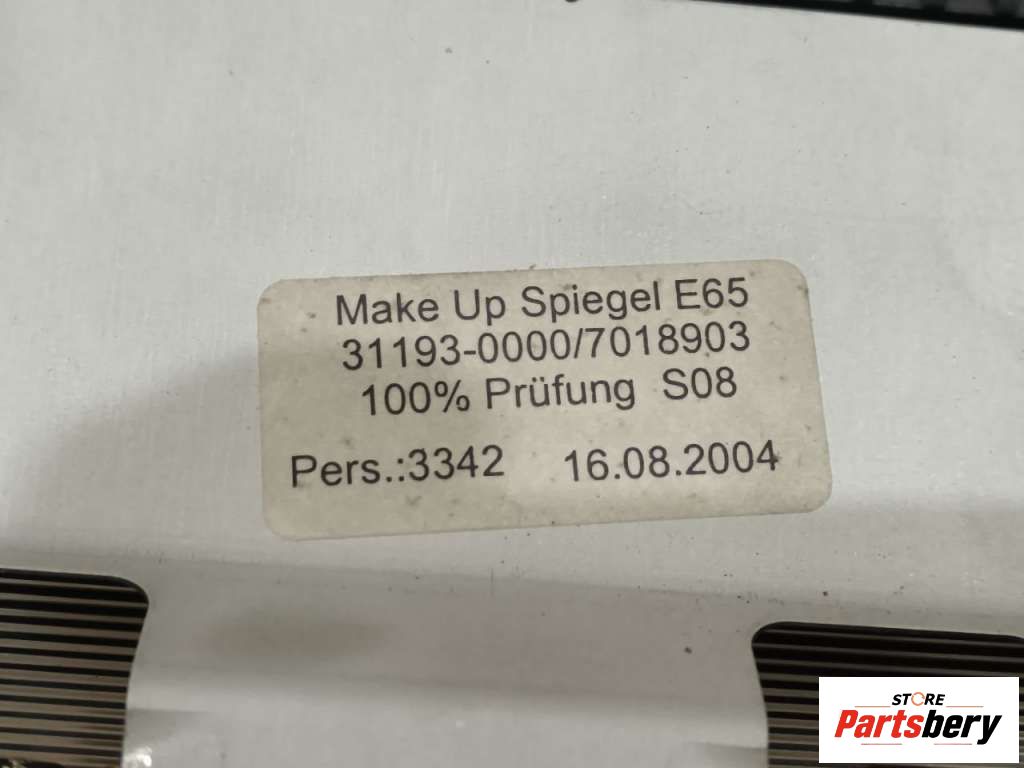 Make Up Spiegel E65
31193-0000/7018903
100% Prüfung S08
Pers.:3342 16.08.2004
STORE
Partsbery